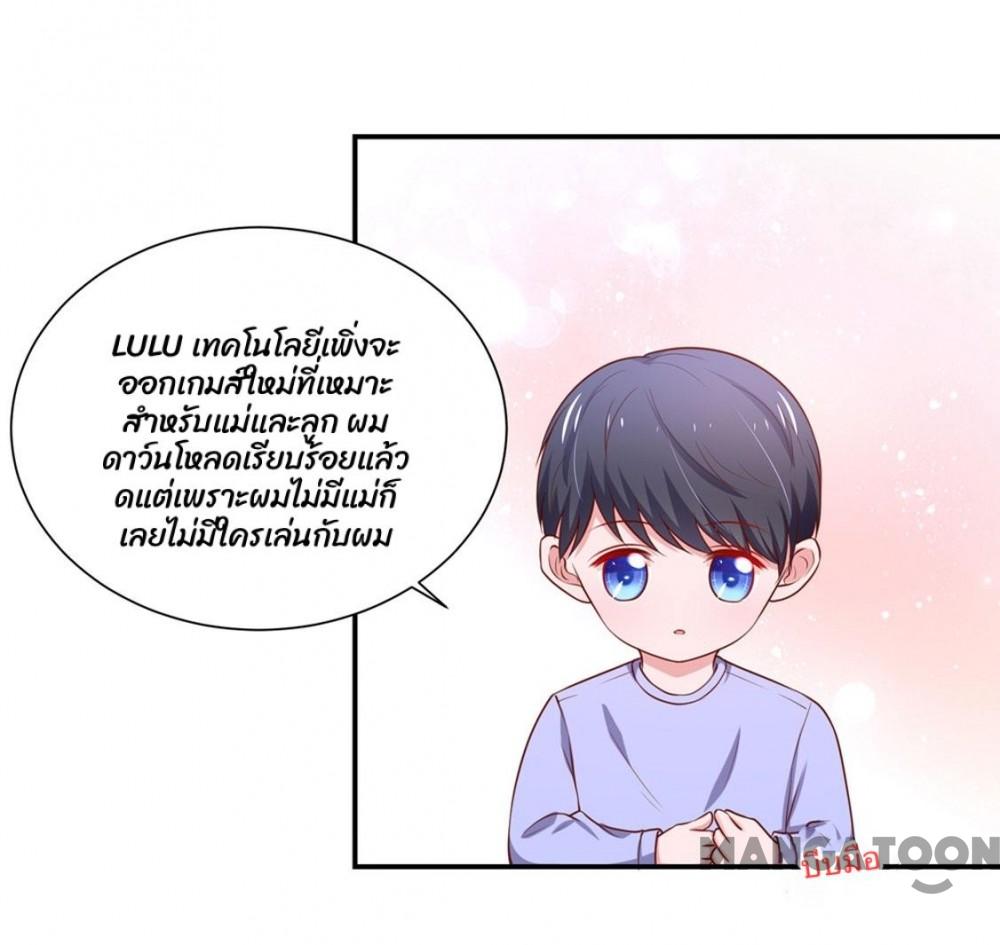 LULU เทคโนโลยีเพิ่งจะ
ออกเกมส์ใหม่ที่เหมาะ
สำหรับแม่และลูก ผม
ดาว์นโหลดเรียบร้อยแล้ว
ดแต่เพราะผมไม่มีแม่ก็
เลยไม่มีใครเล่นกับผม
บีบมือ
MANGATOON